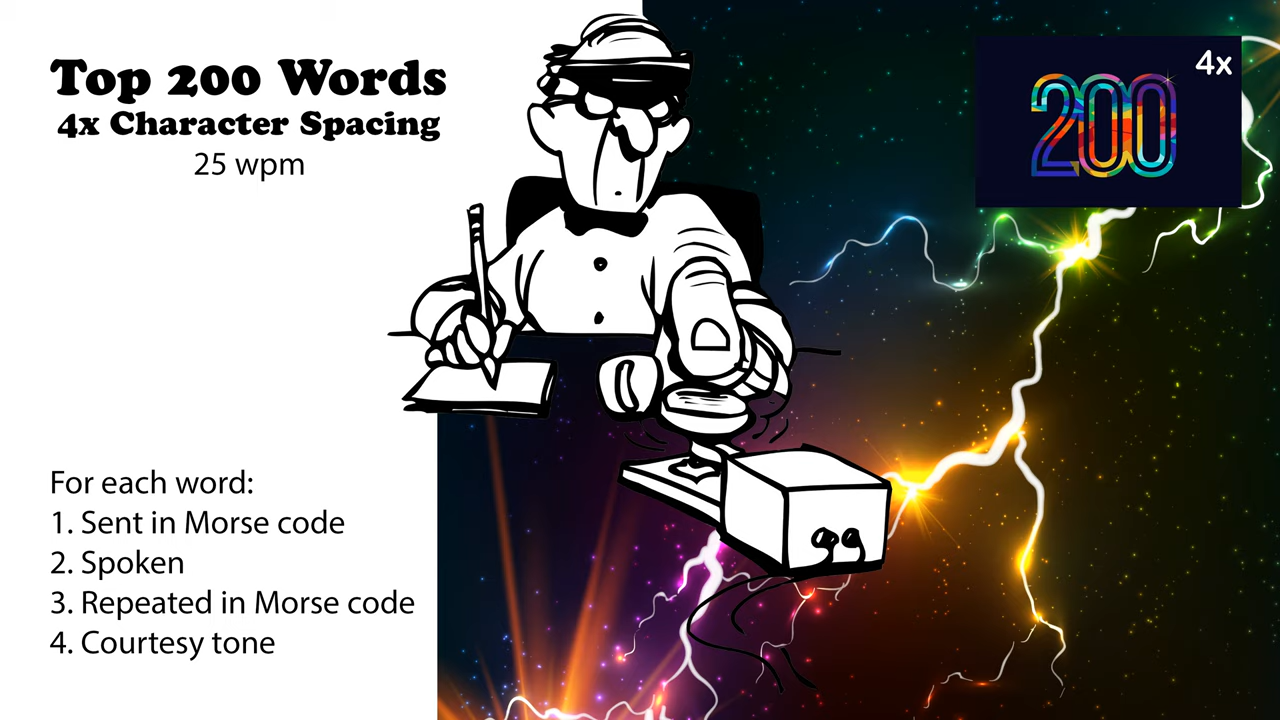 Top 200 Words
4x Character Spacing
25 wpm
4x
200
For each word:
1. Sent in Morse code
2. Spoken
3. Repeated in Morse code
4. Courtesy tone